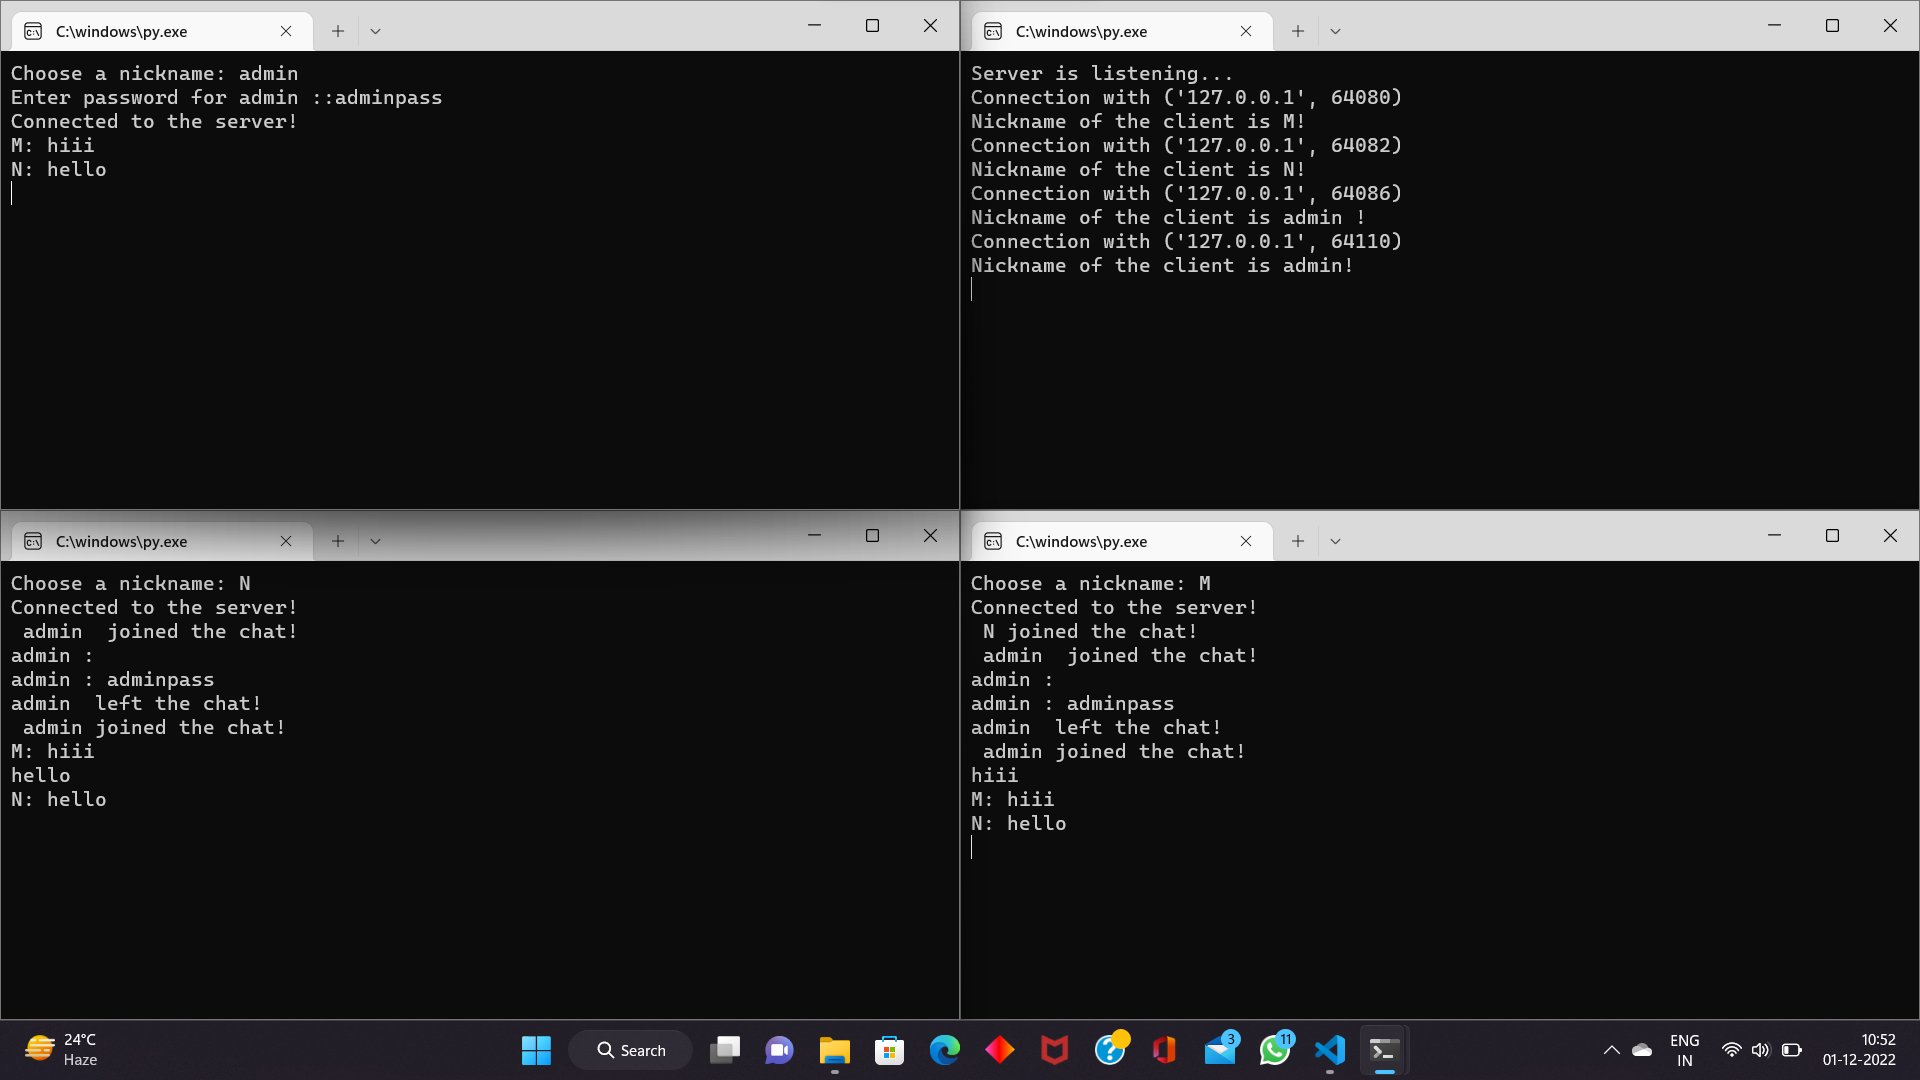 C:\windows\py.exe
Choose a nickname: admin
Enter password for admin ::adminpass
Connected to the server!
M: hiii
N: hello
C:\windows\py.exe
Server is listening...
Connection with ('127.0.0.1', 64080)
Nickname of the client is M!
Connection with ('127.0.0.1', 64082)
Nickname of the client is N!
Connection with ('127.0.0.1', 64086)
Nickname of the client is admin !
Connection with ('127.0.0.1', 64110)
Nickname of the client is admin!
C:\windows\py.exe
Choose a nickname: N
Connected to the server!
 admin  joined the chat!
admin :
admin : adminpass
admin  left the chat!
 admin joined the chat!
M: hiii
hello
N: hello
C:\windows\py.exe
Choose a nickname: M
Connected to the server!
 N joined the chat!
 admin  joined the chat!
admin :
admin : adminpass
admin  left the chat!
 admin joined the chat!
hiii
M: hiii
N: hello
24°C
Haze
Search
3
11
ENG
IN
10:52
01-12-2022